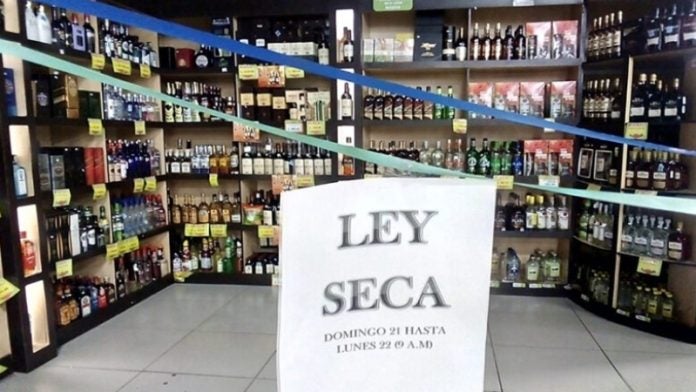 LEY
SECA
DOMINGO 21 HASTA
LUNES 22 (9 A.M)